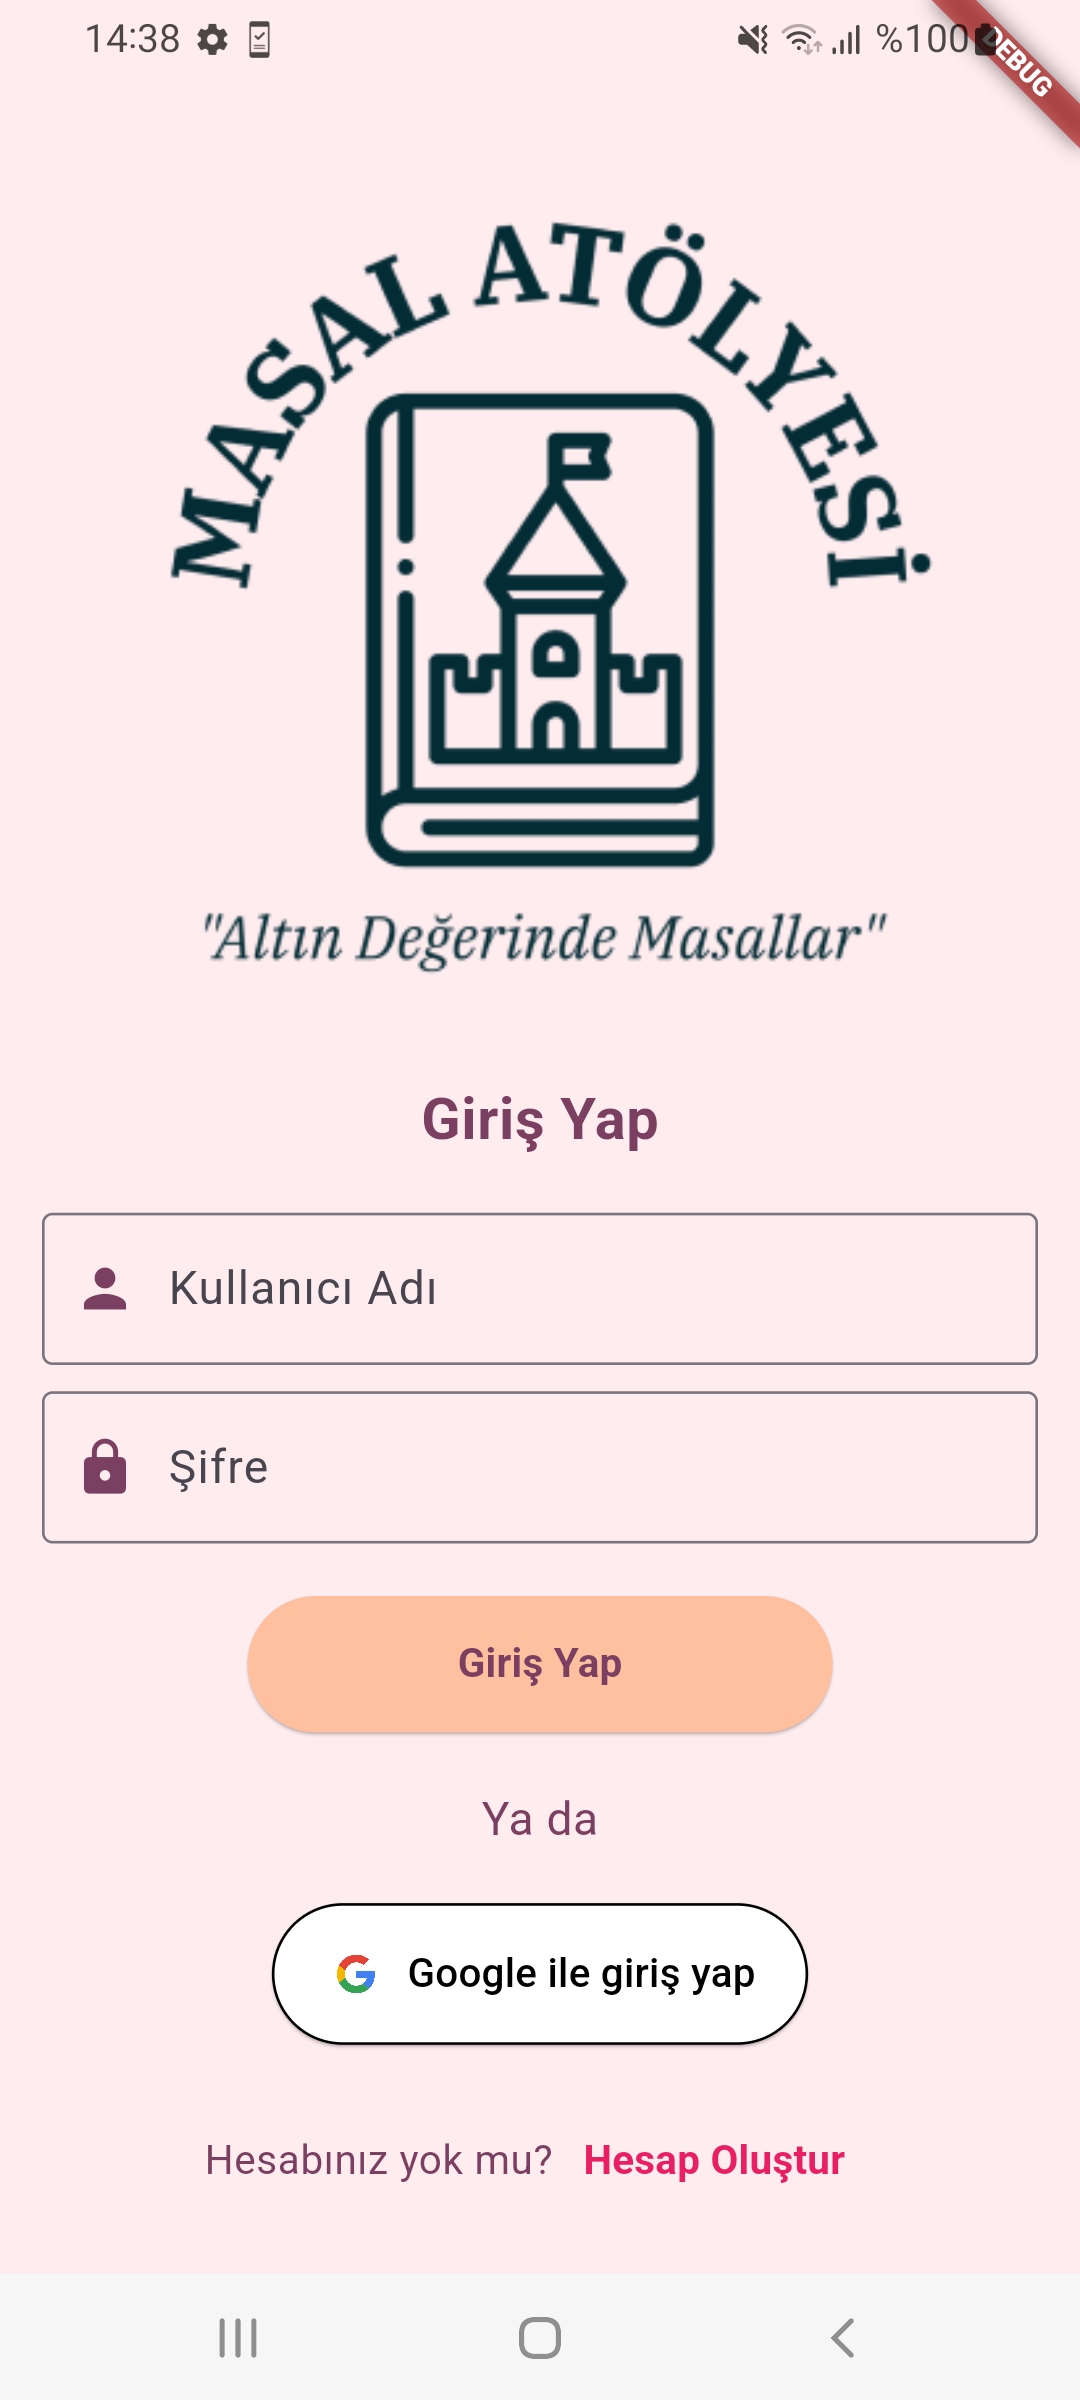 14:38 %100
DEBUG
MASAL ATÖLYESİ
"Altın Değerinde Masallar"
Giriş Yap
Kullanıcı Adı
Şifre
Giriş Yap
Ya da
Google ile giriş yap
Hesabınız yok mu? Hesap Oluştur